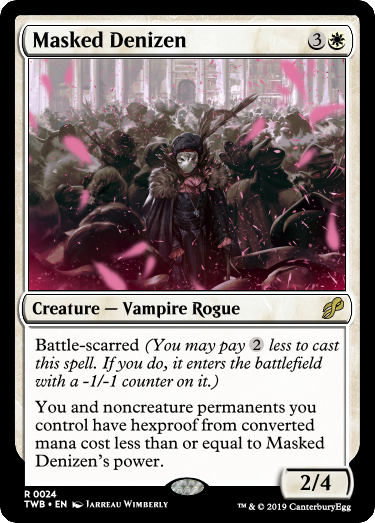 Masked Denizen 3
Creature — Vampire Rogue
Battle-scarred (You may pay 2 less to cast
this spell. If you do, it enters the battlefield
with a -1/-1 counter on it.)
You and noncreature permanents you
control have hexproof from converted
mana cost less than or equal to Masked
Denizen's power.
2/4
R 0024
TWB • EN Jarreau Wimberly
™ & © 2019 CanterburyEgg